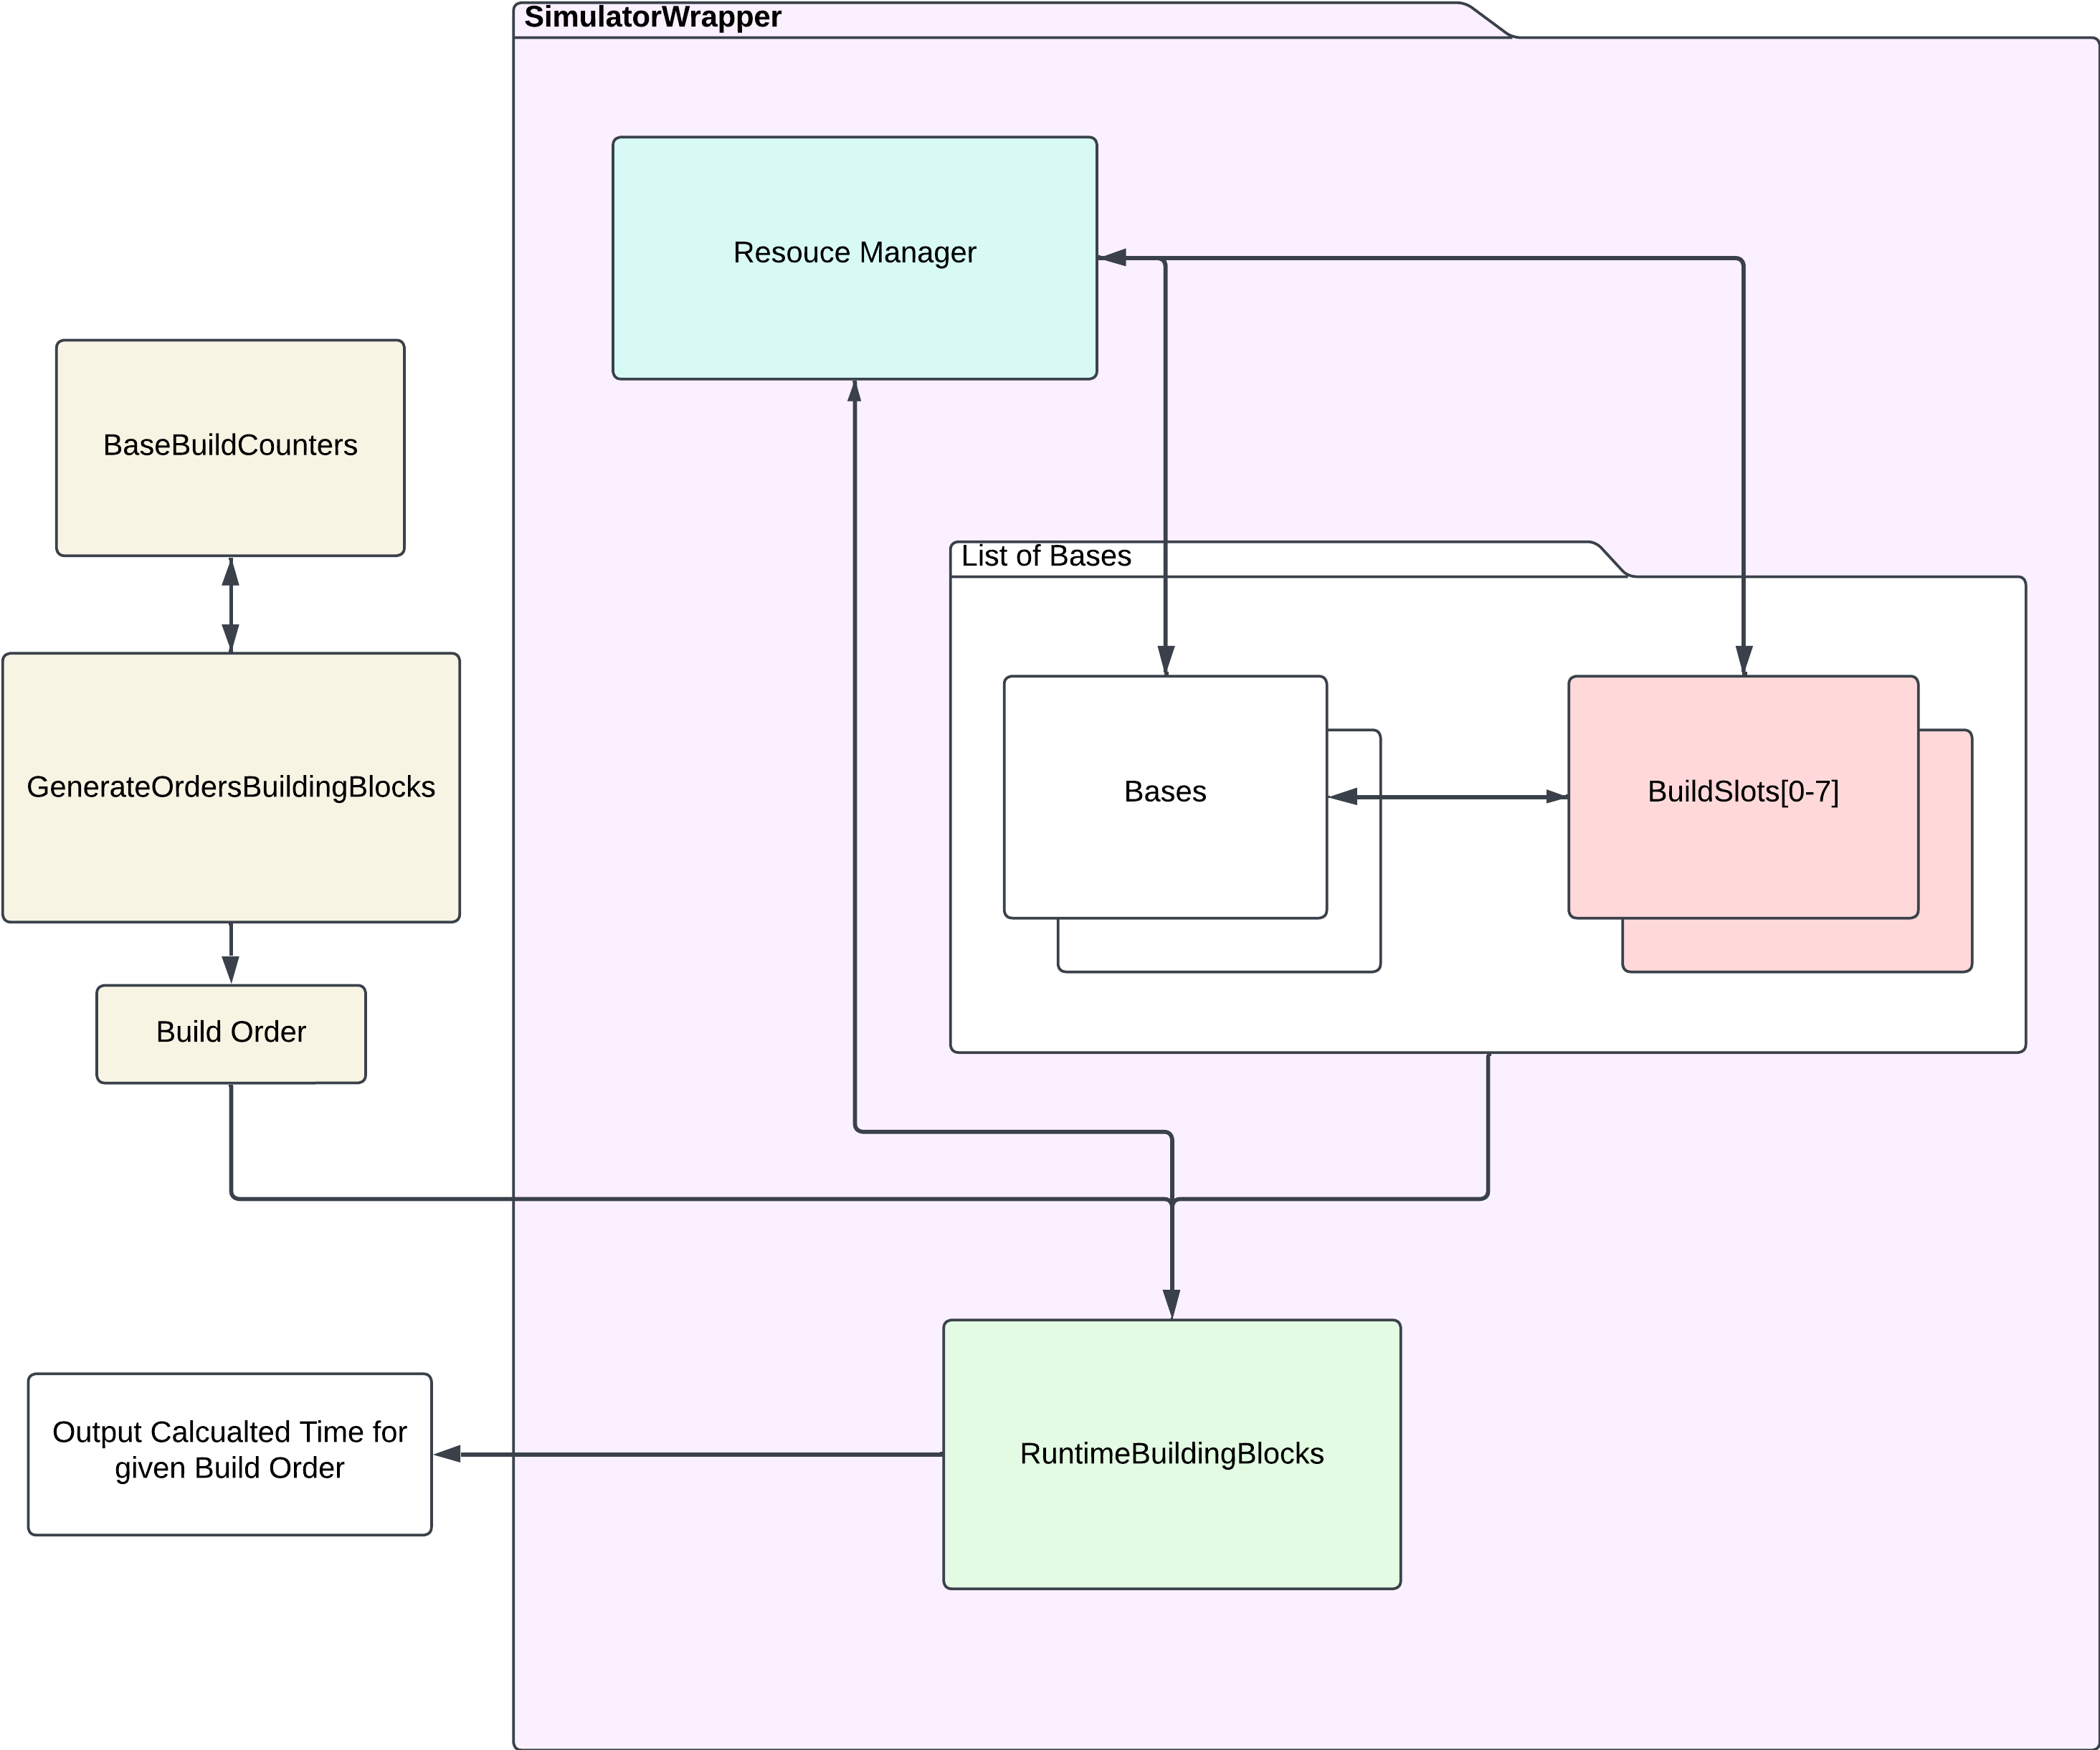 SimulatorWrapper
Resouce Manager
BaseBuildCounters
List of Bases
GenerateOrdersBuildingBlocks
Bases
BuildSlots[0-7]
Build Order
Output Calcualted Time for
given Build Order
RuntimeBuildingBlocks